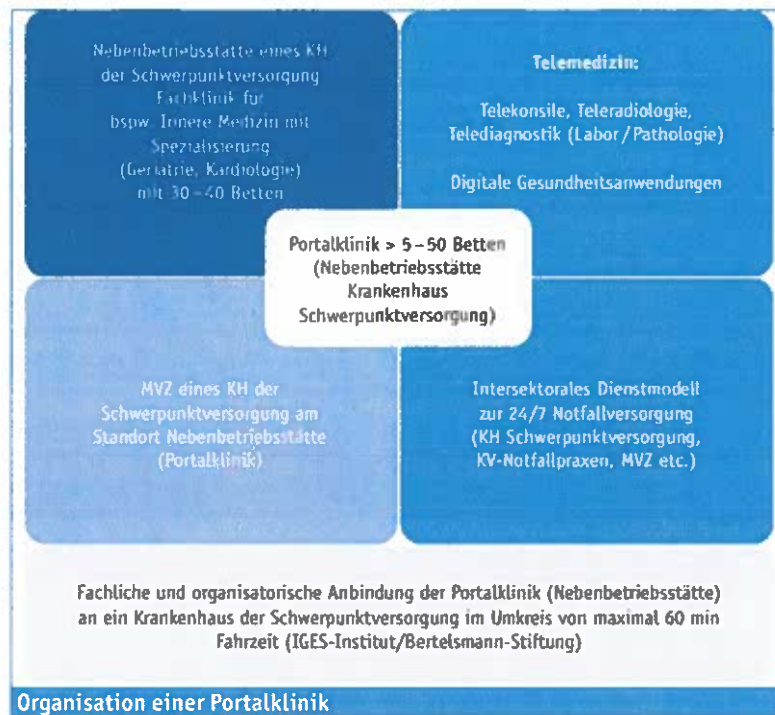 Nebenbetriebsstätte eines KH
der Schwerpunktversorgung
Fachklinik für
bspw. Innere Medizin mit
Spezialisierung
(Geriatrie, Kardiologie)
mit 30–40 Betten
Telemedizin:
Telekonsile, Teleradiologie,
Telediagnostik (Labor/Pathologie)
Digitale Gesundheitsanwendungen
Portalklinik > 5–50 Betten
(Nebenbetriebsstätte
Krankenhaus
Schwerpunktversorgung)
MVZ eines KH der
Schwerpunktversorgung am
Standort Nebenbetriebsstätte
(Portalklinik)
Intersektorales Dienstmodell
zur 24/7 Notfallversorgung
(KH Schwerpunktversorgung,
KV-Notfallpraxen, MVZ etc.)
Fachliche und organisatorische Anbindung der Portalklinik (Nebenbetriebsstätte)
an ein Krankenhaus der Schwerpunktversorgung im Umkreis von maximal 60 min
Fahrzeit (IGES-Institut/Bertelsmann-Stiftung)
Organisation einer Portalklinik